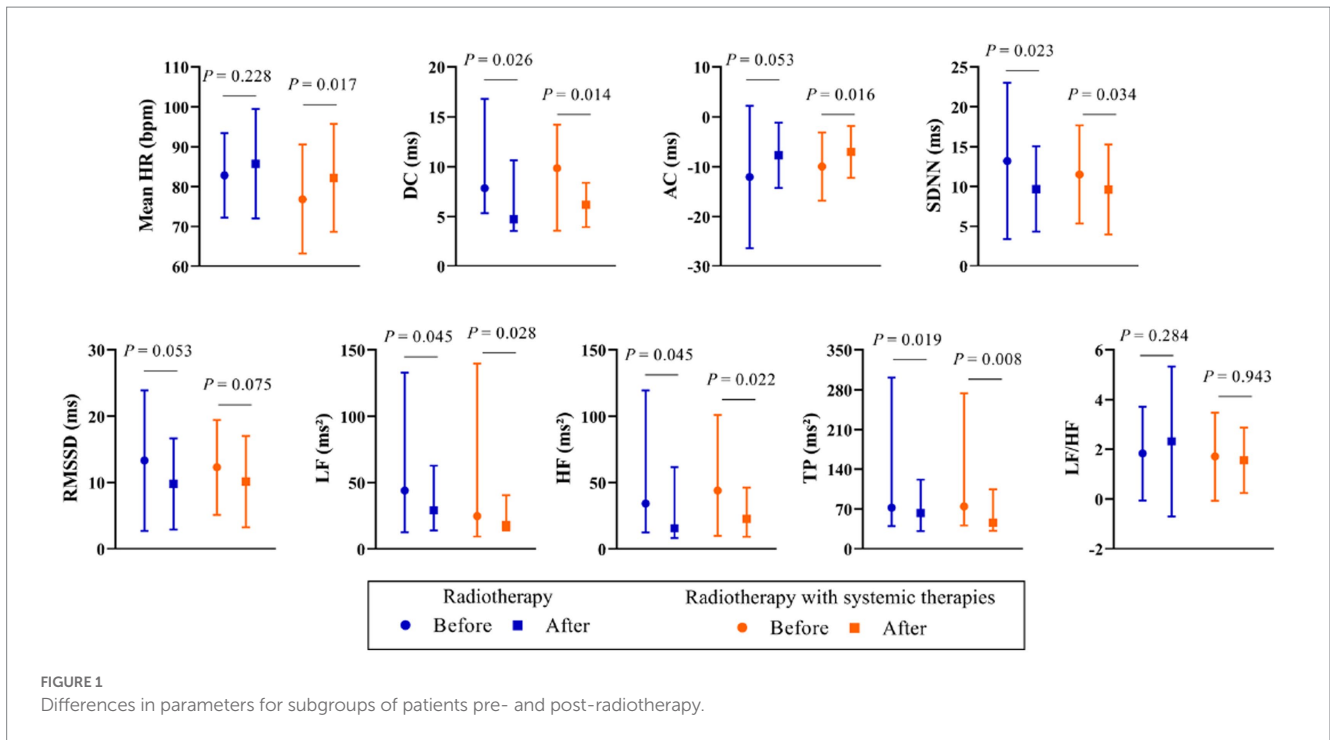 P = 0.228
P = 0.017
110
100
90
80
70
60
Mean HR (bpm)
P = 0.026
P = 0.014
20
15
10
5
0
DC (ms)
P = 0.053
P = 0.016
10
0
-10
-20
-30
AC (ms)
P = 0.023
P = 0.034
25
20
15
10
5
0
SDNN (ms)
P = 0.053
P = 0.075
30
20
10
0
RMSSD (ms)
P = 0.045
P = 0.028
150
100
50
0
LF (ms²)
P = 0.045
P = 0.022
150
100
50
0
HF (ms²)
P = 0.019
P = 0.008
350
280
210
140
70
0
TP (ms²)
P = 0.284
P = 0.943
6
4
2
0
-2
LF/HF
Radiotherapy
Before After
Radiotherapy with systemic therapies
Before After
FIGURE 1
Differences in parameters for subgroups of patients pre- and post-radiotherapy.